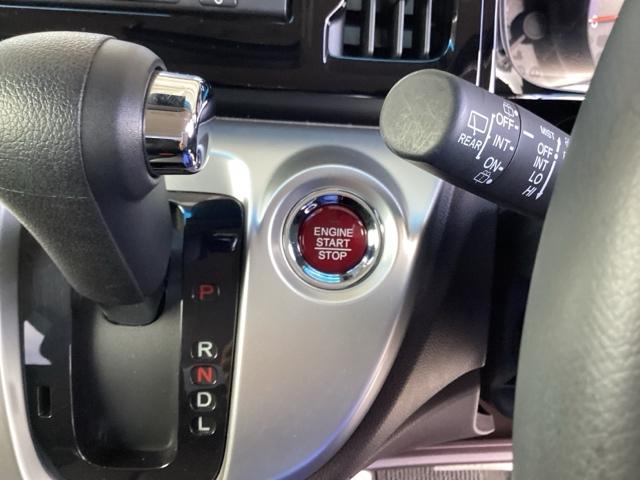 ENGINE
START
STOP
P
R
N
D
L
OFF
INT
ON
REAR
MIST
OFF
INT
LO
HI